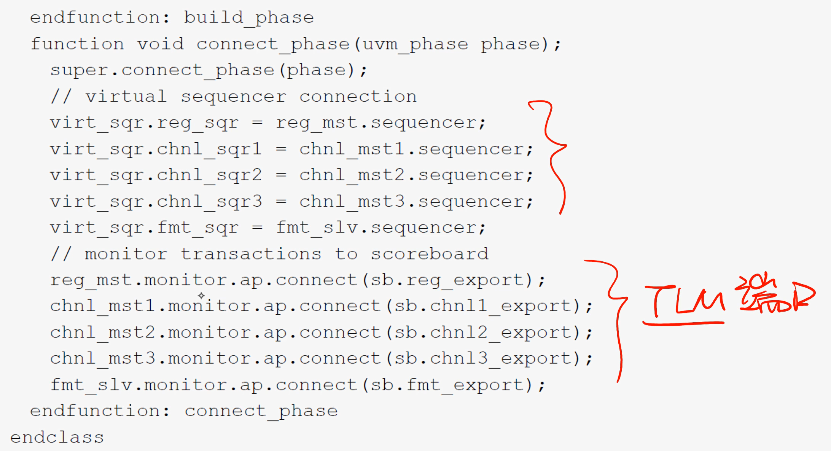 endfunction: build_phase
function void connect_phase(uvm_phase phase);
super.connect_phase(phase);
// virtual sequencer connection
virt_sqr.reg_sqr = reg_mst.sequencer;
virt_sqr.chnl_sqr1 = chnl_mst1.sequencer;
virt_sqr.chnl_sqr2 = chnl_mst2.sequencer;
virt_sqr.chnl_sqr3 = chnl_mst3.sequencer;
virt_sqr.fmt_sqr = fmt_slv.sequencer;
// monitor transactions to scoreboard
reg_mst.monitor.ap.connect(sb.reg_export);
chnl_mst1.monitor.ap.connect(sb.chnl1_export);
TLM 端口
chnl_mst2.monitor.ap.connect(sb.chnl2_export);
chnl_mst3.monitor.ap.connect(sb.chnl3_export);
fmt_slv.monitor.ap.connect(sb.fmt_export);
endfunction: connect_phase
endclass